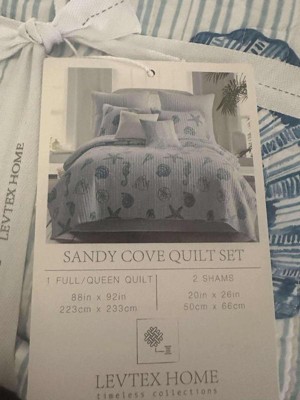 SANDY COVE QUILT SET
1 FULL/QUEEN QUILT
88in x 92in
223cm x 233cm
2 SHAMS
20in x 26in
50cm x 66cm
LEVTEX HOME
timeless collections
LEVTEX HOME